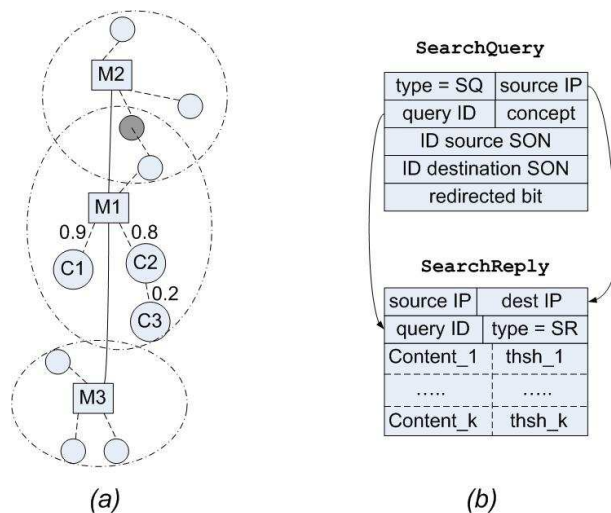 M2
M1
0.9
0.8
C1
C2
0.2
C3
M3
(a)
SearchQuery
type = SQ source IP
query ID concept
ID source SON
ID destination SON
redirected bit
SearchReply
source IP dest IP
query ID type = SR
Content_1 thsh_1
..... .....
Content_k thsh_k
(b)